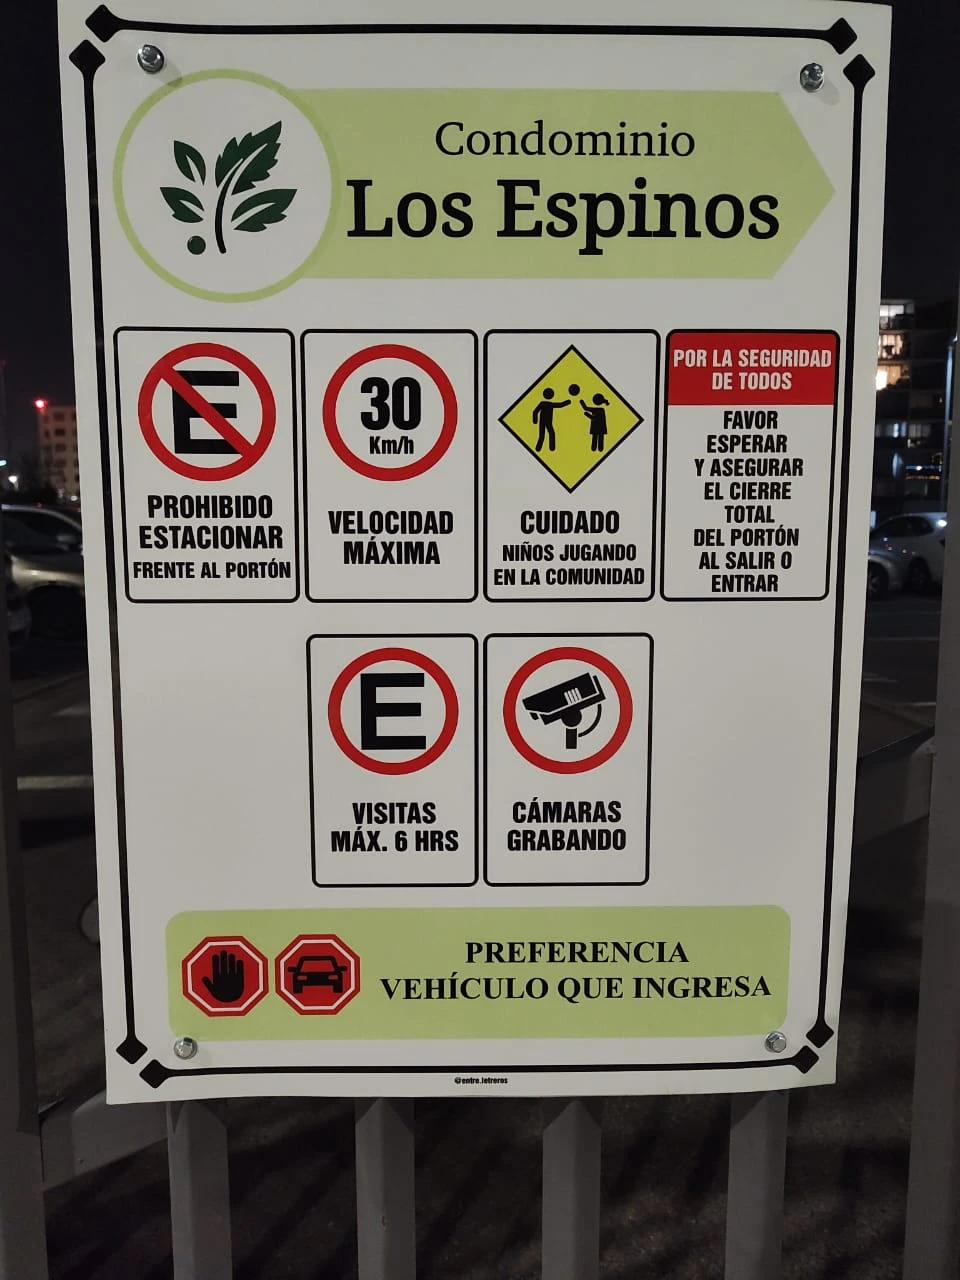 Condominio
Los Espinos
E
PROHIBIDO
ESTACIONAR
FRENTE AL PORTÓN
30
Km/h
VELOCIDAD
MÁXIMA
CUIDADO
NIÑOS JUGANDO
EN LA COMUNIDAD
POR LA SEGURIDAD
DE TODOS
FAVOR
ESPERAR
Y ASEGURAR
EL CIERRE
TOTAL
DEL PORTÓN
AL SALIR O
ENTRAR
E
VISITAS
MÁX. 6 HRS
CÁMARAS
GRABANDO
PREFERENCIA
VEHÍCULO QUE INGRESA
@entre.letreros